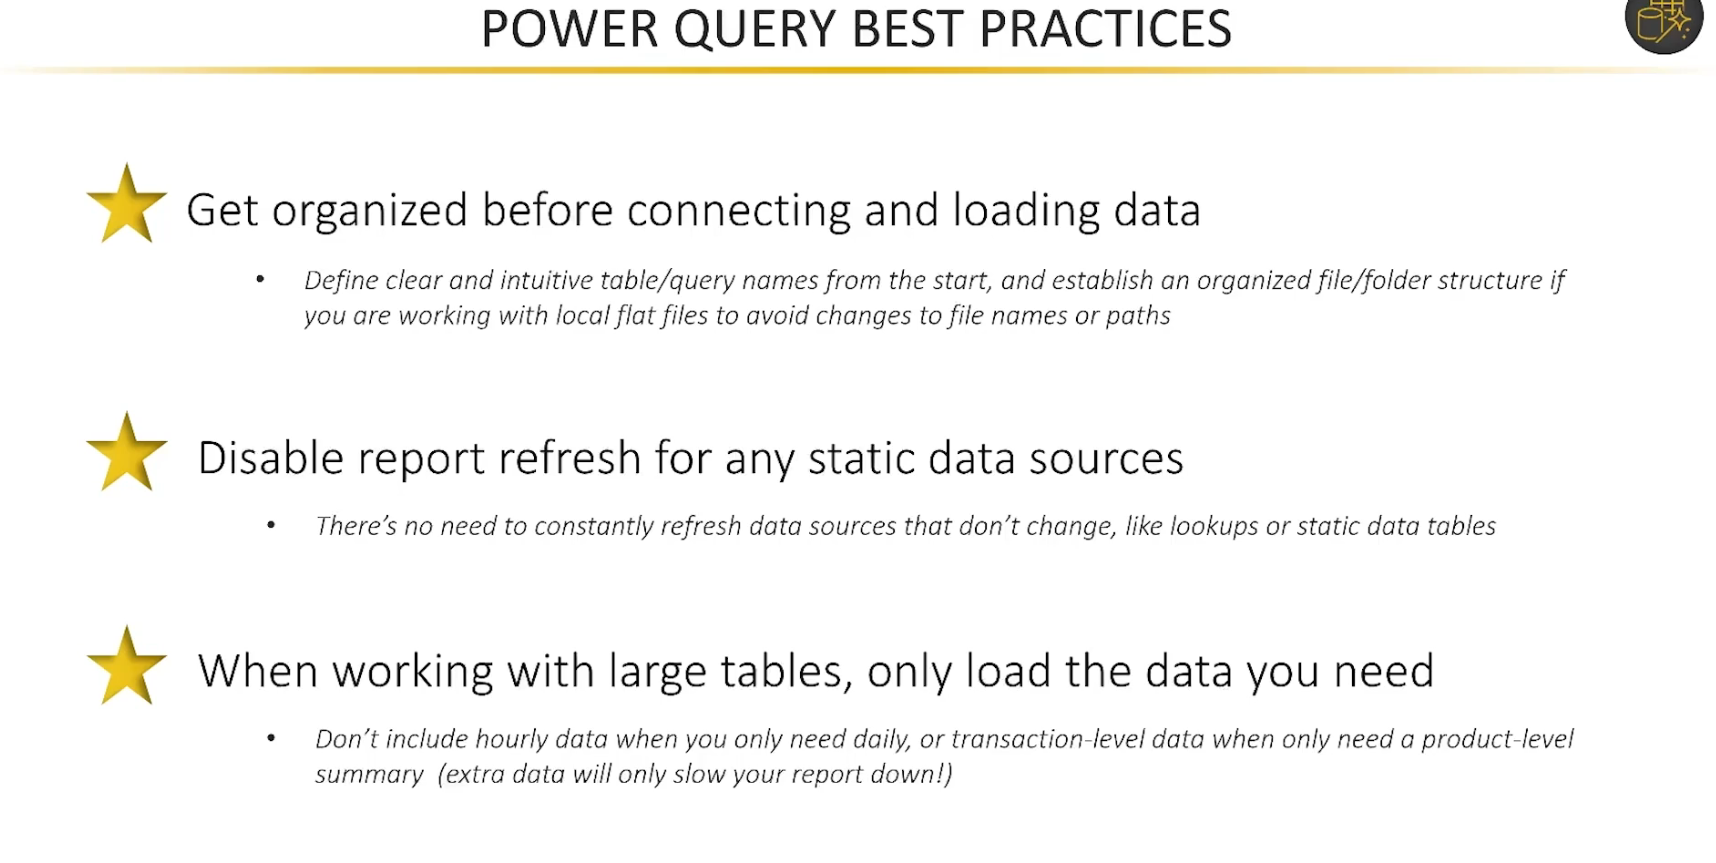 POWER QUERY BEST PRACTICES
Get organized before connecting and loading data
• Define clear and intuitive table/query names from the start, and establish an organized file/folder structure if
you are working with local flat files to avoid changes to file names or paths
Disable report refresh for any static data sources
• There’s no need to constantly refresh data sources that don’t change, like lookups or static data tables
When working with large tables, only load the data you need
• Don’t include hourly data when you only need daily, or transaction-level data when only need a product-level
summary (extra data will only slow your report down!)